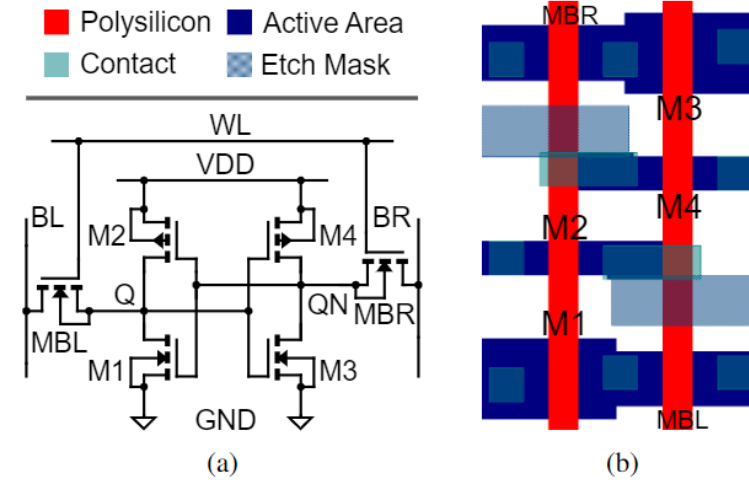 Polysilicon Active Area
Contact Etch Mask
WL
VDD
BL BR
M2 M4
Q QN
MBL MBR
M1 M3
GND
(a)
MBR
M3
M4
M2
M1
MBL
(b)